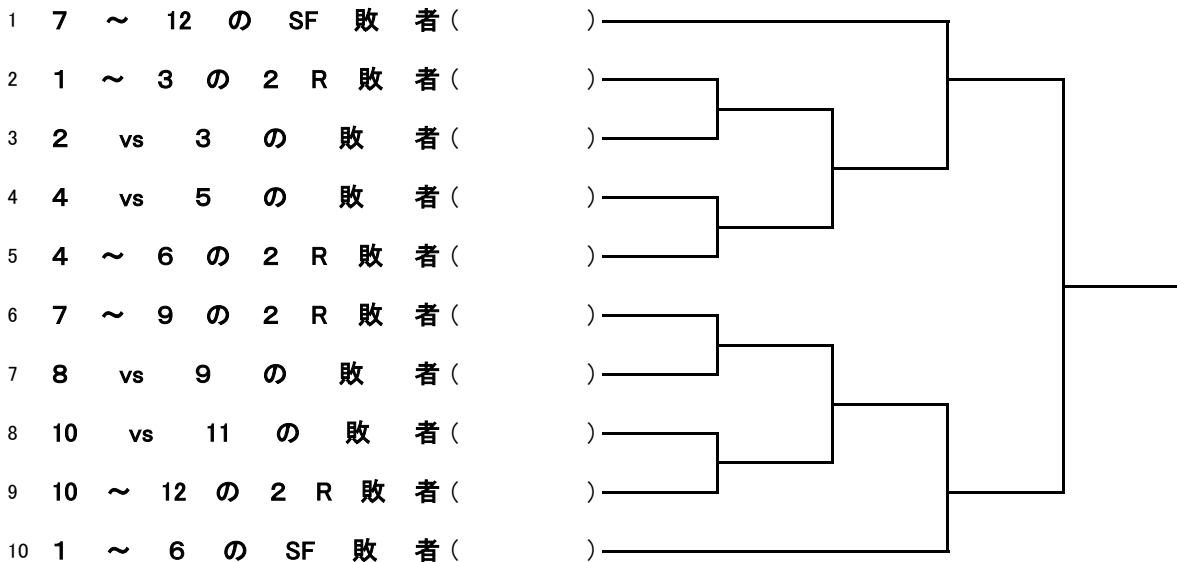 1 7 ～ 12 の SF 敗 者 （ ）
2 1 ～ 3 の 2 R 敗 者 （ ）
3 2 vs 3 の 敗 者 （ ）
4 4 vs 5 の 敗 者 （ ）
5 4 ～ 6 の 2 R 敗 者 （ ）
6 7 ～ 9 の 2 R 敗 者 （ ）
7 8 vs 9 の 敗 者 （ ）
8 10 vs 11 の 敗 者 （ ）
9 10 ～ 12 の 2 R 敗 者 （ ）
10 1 ～ 6 の SF 敗 者 （ ）